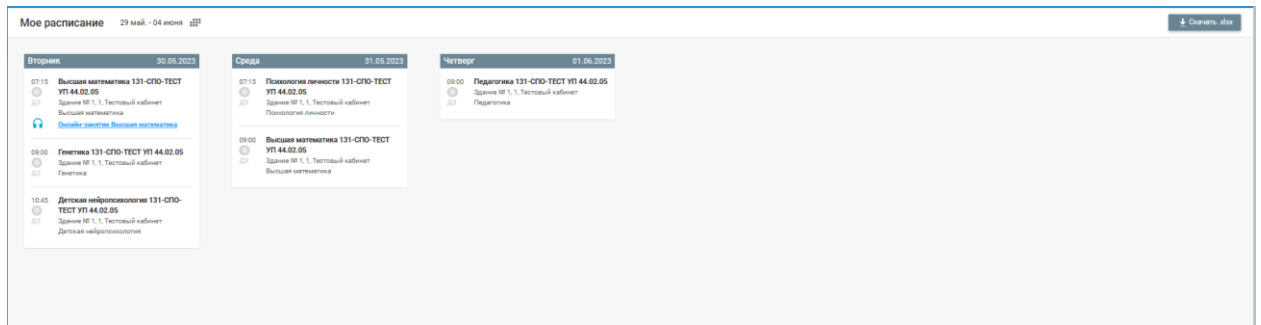 Мое расписание
29 май. - 04 июня
Скачать .xlsx
Вторник 30.05.2023
07:15 Высшая математика 131-СПО-ТЕСТ
УП 44.02.05
ДЗ Здание № 1, 1, Тестовый кабинет
Высшая математика
Онлайн-занятие Высшая математика
09:00 Генетика 131-СПО-ТЕСТ УП 44.02.05
Здание № 1, 1, Тестовый кабинет
ДЗ Генетика
10:45 Детская нейропсихология 131-СПО-
ТЕСТ УП 44.02.05
ДЗ Здание № 1, 1, Тестовый кабинет
Детская нейропсихология
Среда 31.05.2023
07:15 Психология личности 131-СПО-ТЕСТ
УП 44.02.05
ДЗ Здание № 1, 1, Тестовый кабинет
Психология личности
09:00 Высшая математика 131-СПО-ТЕСТ
УП 44.02.05
ДЗ Здание № 1, 1, Тестовый кабинет
Высшая математика
Четверг 01.06.2023
09:00 Педагогика 131-СПО-ТЕСТ УП 44.02.05
Здание № 1, 1, Тестовый кабинет
ДЗ Педагогика